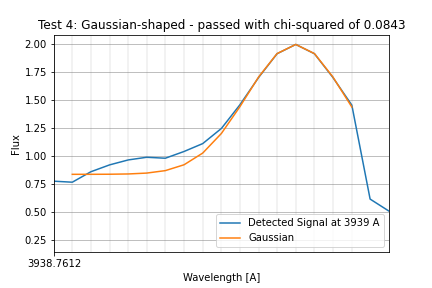 Test 4: Gaussian-shaped - passed with chi-squared of 0.0843
2.00
1.75
1.50
1.25
1.00
0.75
0.50
0.25
Flux
Detected Signal at 3939 A
Gaussian
3938.7612
Wavelength [A]